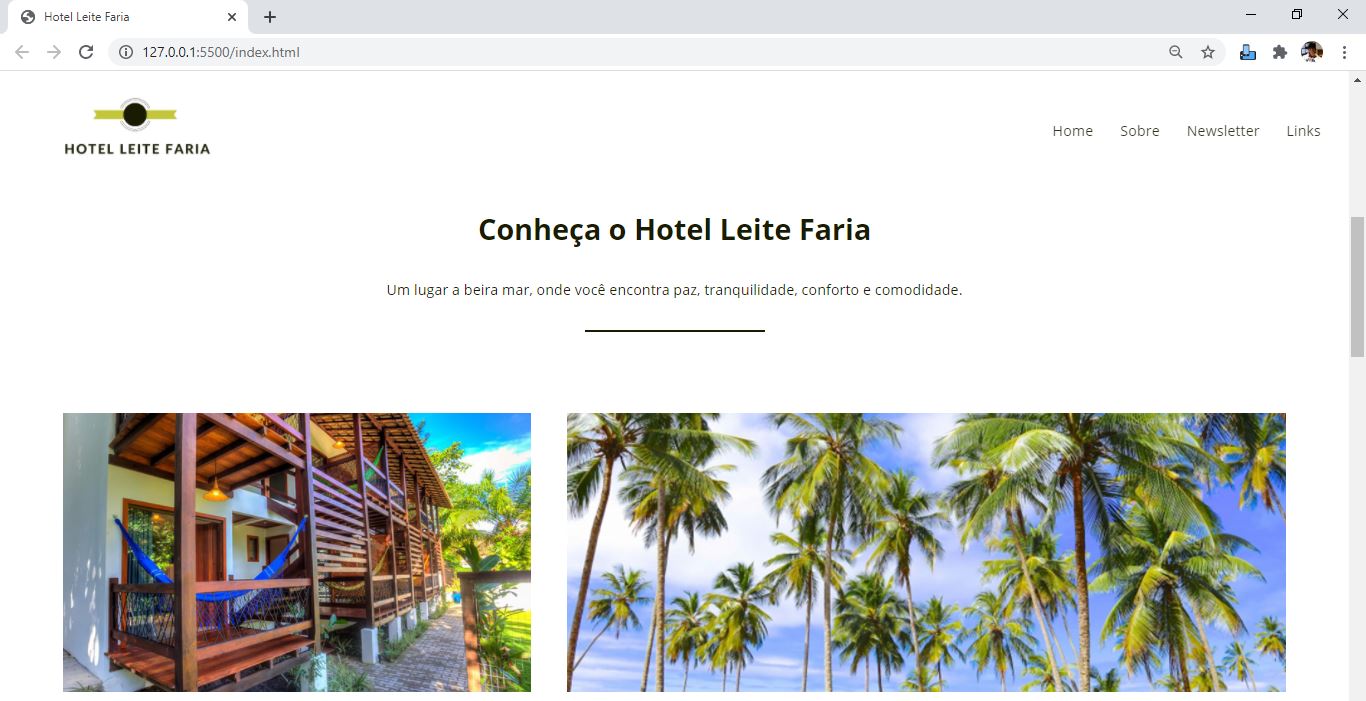 Hotel Leite Faria
127.0.0.1:5500/index.html
HOTEL LEITE FARIA
Home Sobre Newsletter Links
Conheça o Hotel Leite Faria
Um lugar a beira mar, onde você encontra paz, tranquilidade, conforto e comodidade.